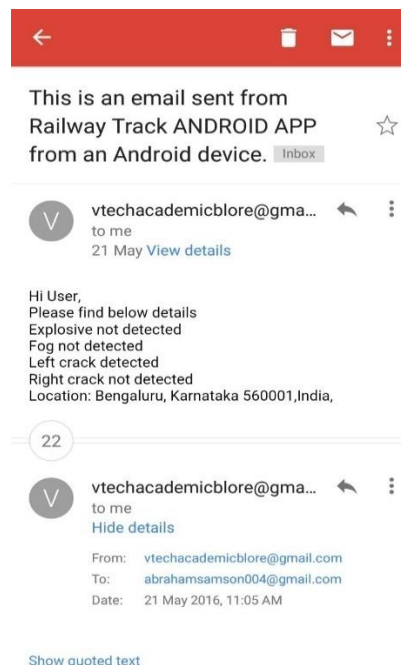 This is an email sent from
Railway Track ANDROID APP
from an Android device. Inbox
V
vtechacademicblore@gma...
to me
21 May View details
Hi User,
Please find below details
Explosive not detected
Fog not detected
Left crack detected
Right crack not detected
Location: Bengaluru, Karnataka 560001,India,
22
V
vtechacademicblore@gma...
to me
Hide details
From: vtechacademicblore@gmail.com
To: abrahamsamson004@gmail.com
Date: 21 May 2016, 11:05 AM
Show quoted text